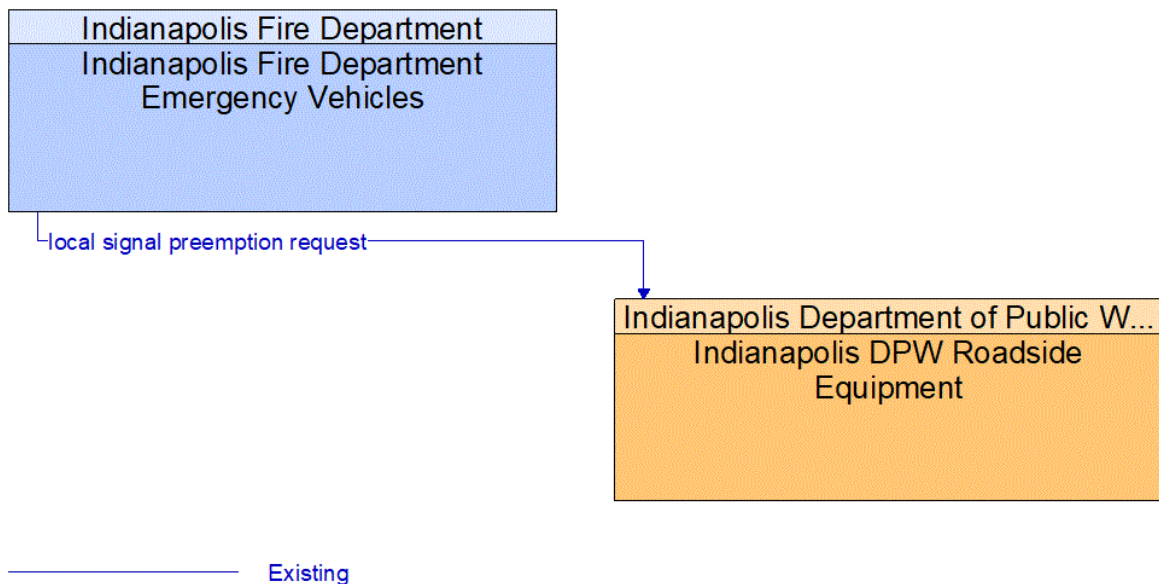 Indianapolis Fire Department
Indianapolis Fire Department
Emergency Vehicles
local signal preemption request
Indianapolis Department of Public W...
Indianapolis DPW Roadside
Equipment
Existing